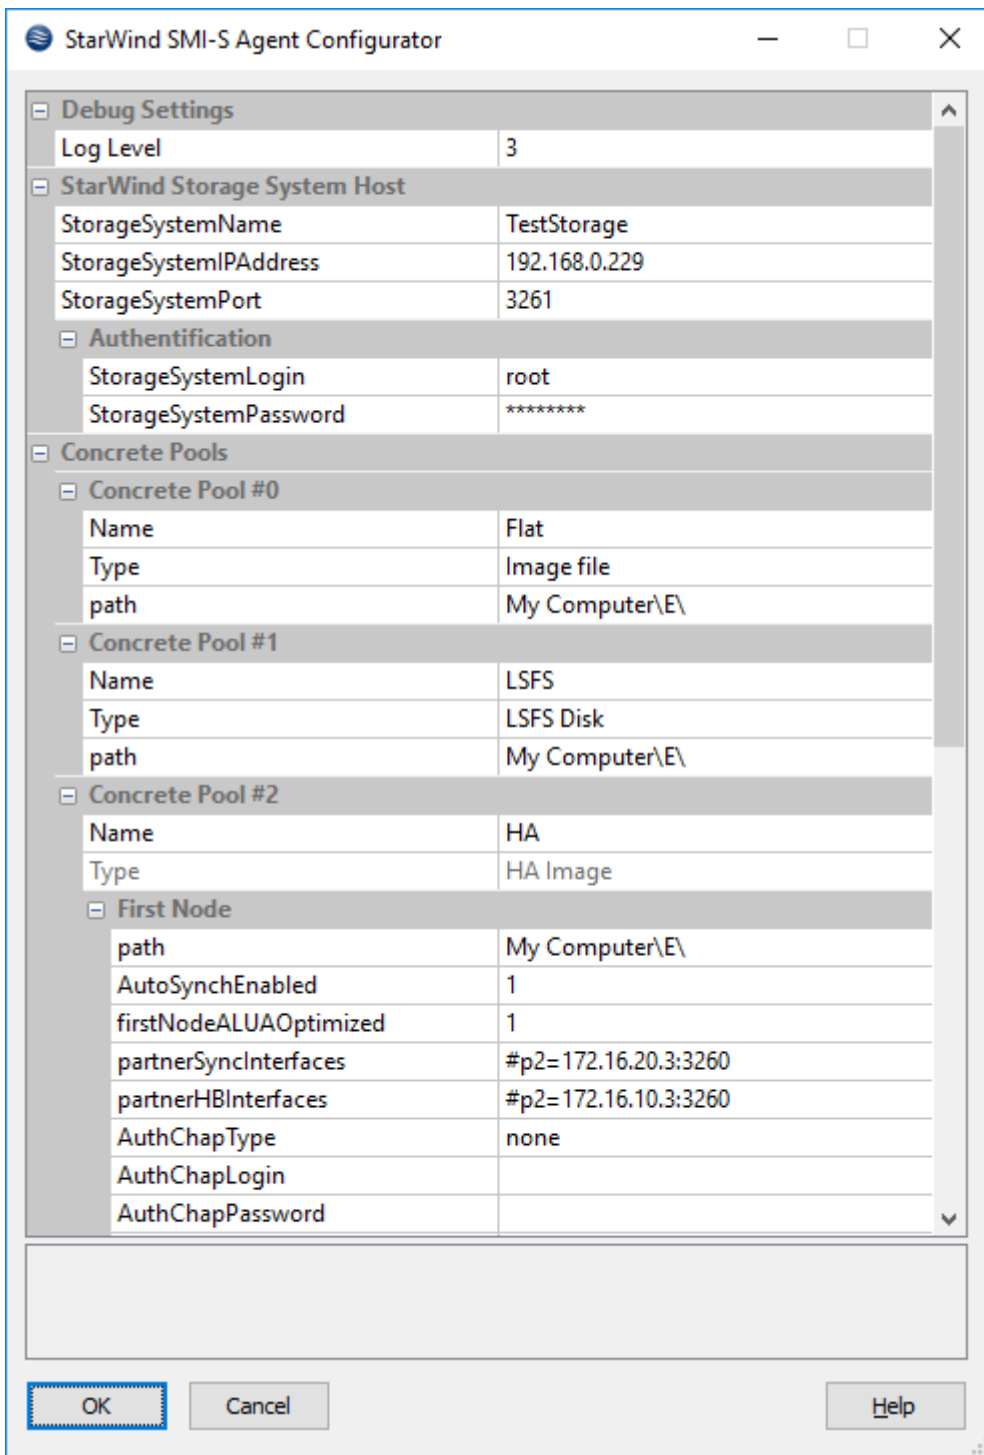 StarWind SMI-S Agent Configurator
Debug Settings
Log Level 3
StarWind Storage System Host
StorageSystemName TestStorage
StorageSystemIPAddress 192.168.0.229
StorageSystemPort 3261
Authentification
StorageSystemLogin root
StorageSystemPassword ********
Concrete Pools
Concrete Pool #0
Name Flat
Type Image file
path My Computer\E\
Concrete Pool #1
Name LSFS
Type LSFS Disk
path My Computer\E\
Concrete Pool #2
Name HA
Type HA Image
First Node
path My Computer\E\
AutoSynchEnabled 1
firstNodeALUAOptimized 1
partnerSyncInterfaces #p2=172.16.20.3:3260
partnerHBInterfaces #p2=172.16.10.3:3260
AuthChapType none
AuthChapLogin
AuthChapPassword
OK Cancel Help